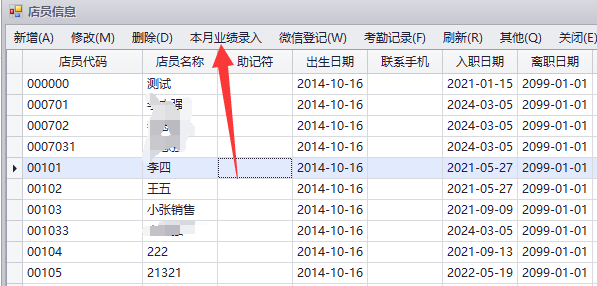 店员信息
新增(A) 修改(M) 删除(D) 本月业绩录入 微信登记(W) 考勤记录(F) 刷新(R) 其他(Q) 关闭(E)
店员代码 店员名称 助记符 出生日期 联系手机 入职日期 离职日期
000000 测试 2014-10-16 2021-01-15 2099-01-01
000701 2014-10-16 2024-03-05 2099-01-01
000702 2014-10-16 2024-03-05 2099-01-01
0007031 2014-10-16 2024-03-05 2099-01-01
00101 李四 2014-10-16 2021-05-27 2099-01-01
00102 王五 2014-10-16 2021-05-27 2099-01-01
00103 小张销售 2014-10-16 2021-09-09 2099-01-01
001033 2014-10-16 2024-03-05 2099-01-01
00104 222 2014-10-16 2021-09-13 2099-01-01
00105 21321 2014-10-16 2022-05-19 2099-01-01